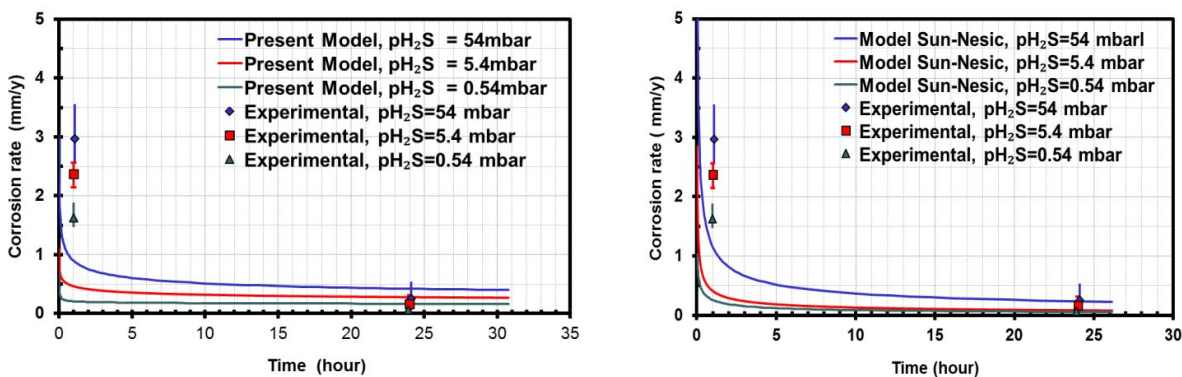 5
4
3
2
1
0
Corrosion rate (mm/y)
Present Model, pH₂S = 54mbar
Present Model, pH₂S = 5.4mbar
Present Model, pH₂S = 0.54mbar
Experimental, pH₂S=54 mbar
Experimental, pH₂S=5.4 mbar
Experimental, pH₂S=0.54 mbar
0 5 10 15 20 25 30 35
Time (hour)
5
4
3
2
1
0
Corrosion rate ( mm/y)
Model Sun-Nesic, pH₂S=54 mbarl
Model Sun-Nesic, pH₂S=5.4 mbar
Model Sun-Nesic, pH₂S=0.54 mbar
Experimental, pH₂S=54 mbar
Experimental, pH₂S=5.4 mbar
Experimental, pH₂S=0.54 mbar
0 5 10 15 20 25 30
Time (hour)